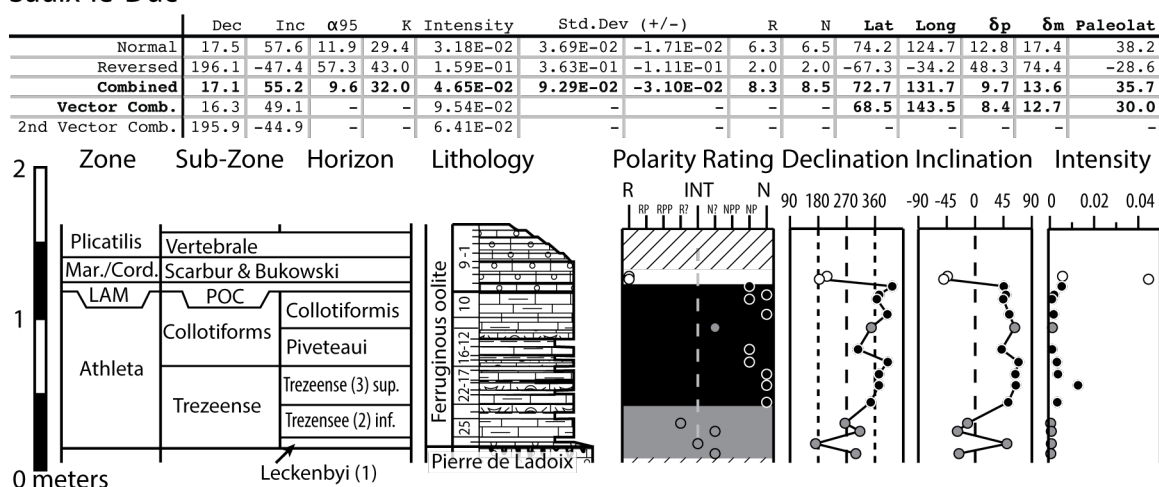 Dec Inc α95 K Intensity Std.Dev (+/-) R N Lat Long δp δm Paleolat
Normal 17.5 57.6 11.9 29.4 3.18E-02 3.69E-02 -1.71E-02 6.3 6.5 74.2 124.7 12.8 17.4 38.2
Reversed 196.1 -47.4 57.3 43.0 1.59E-01 3.63E-01 -1.11E-01 2.0 2.0 -67.3 -34.2 48.3 74.4 -28.6
Combined 17.1 55.2 9.6 32.0 4.65E-02 9.29E-02 -3.10E-02 8.3 8.5 72.7 131.7 9.7 13.6 35.7
Vector Comb. 16.3 49.1 - - 9.54E-02 - - - - 68.5 143.5 8.4 12.7 30.0
2nd Vector Comb. 195.9 -44.9 - - 6.41E-02 - - - - - - - - -
Zone Sub-Zone Horizon Lithology Polarity Rating Declination Inclination Intensity
2
R INT N
RP RPP R? N? NPP NP
90 180 270 360
-90 -45 0 45 90
0 0.02 0.04
Plicatilis Vertebrale
Mar./Cord. Scarbur & Bukowski
LAM POC
Collotiformis
Collotiforms
1
Piveteaui
Athleta
Trezeense (3) sup.
Trezeense
Trezensee (2) inf.
Leckenbyi (1)
Ferruginous oolite
9 -1
10
16-12
22-17
25
Pierre de Ladoix
0 meters